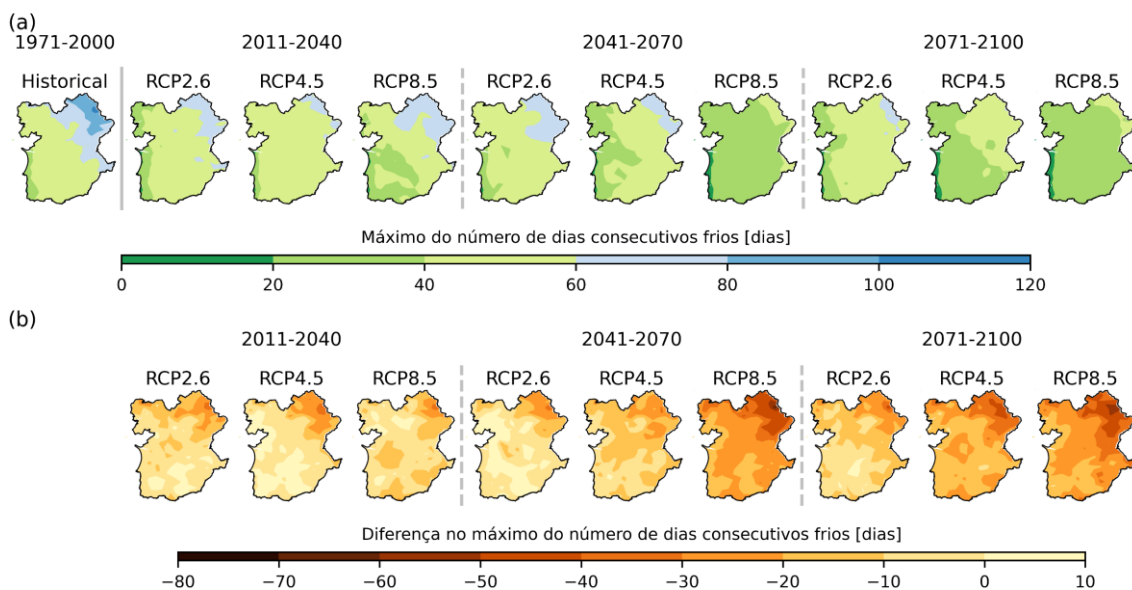 (a)
1971-2000 2011-2040 2041-2070 2071-2100
Historical RCP2.6 RCP4.5 RCP8.5 RCP2.6 RCP4.5 RCP8.5 RCP2.6 RCP4.5 RCP8.5
Máximo do número de dias consecutivos frios [dias]
0 20 40 60 80 100 120
(b)
2011-2040 2041-2070 2071-2100
RCP2.6 RCP4.5 RCP8.5 RCP2.6 RCP4.5 RCP8.5 RCP2.6 RCP4.5 RCP8.5
Diferença no máximo do número de dias consecutivos frios [dias]
−80 −70 −60 −50 −40 −30 −20 −10 0 10